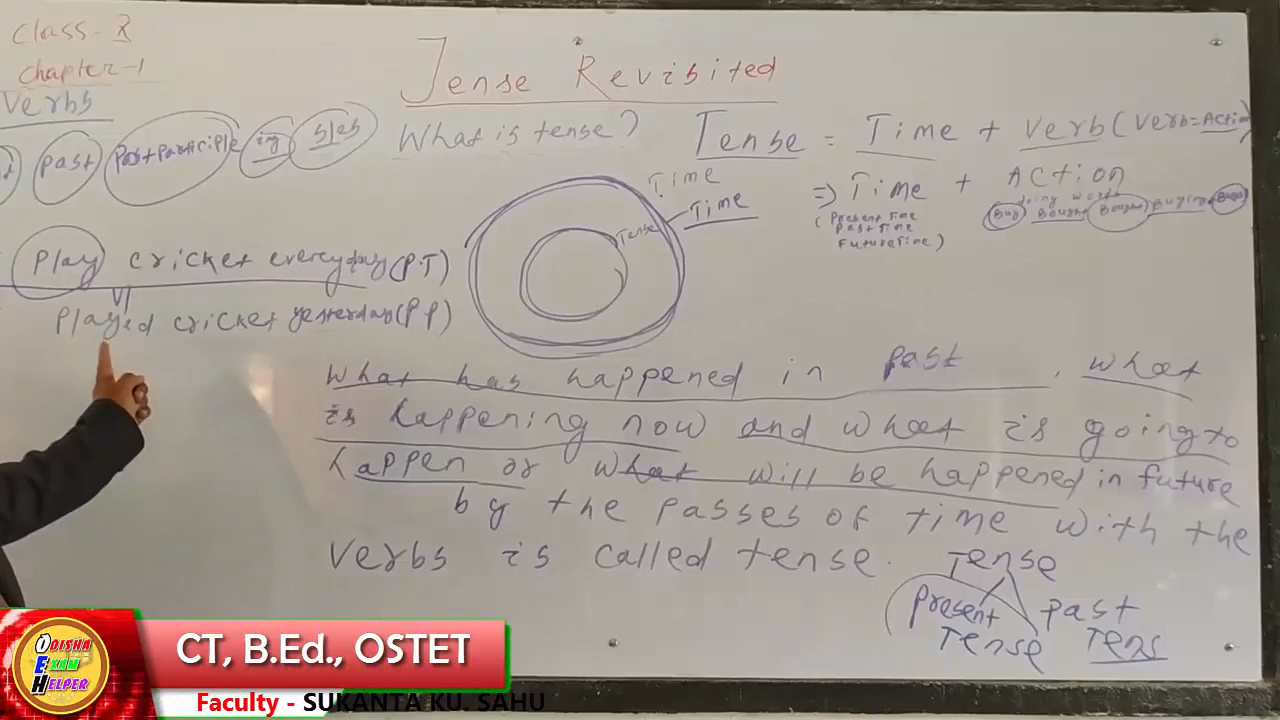 Class-X
Chapter-1
Verbs
Past Past Participle ing s/es
Tense Revisited
What is tense?
Tense = Time + Verb (Verb=Action)
=> Time + Action
(Present Time
Past Time
Future Time)
doing words
Buy Bought Bought Buying Buys
Time
Time
Tense
Play cricket everyday (P.T)
V1
Played cricket yesterday (P P)
What has happened in past, what
is happening now and what is going to
happen or what will be happened in future
by the passes of time with the
verbs is called tense.
Tense
Present Past
Tense Tens
ODISHA
EXAM
HELPER
O
E
H
CT, B.Ed., OSTET
Faculty - SUKANTA KU. SAHU